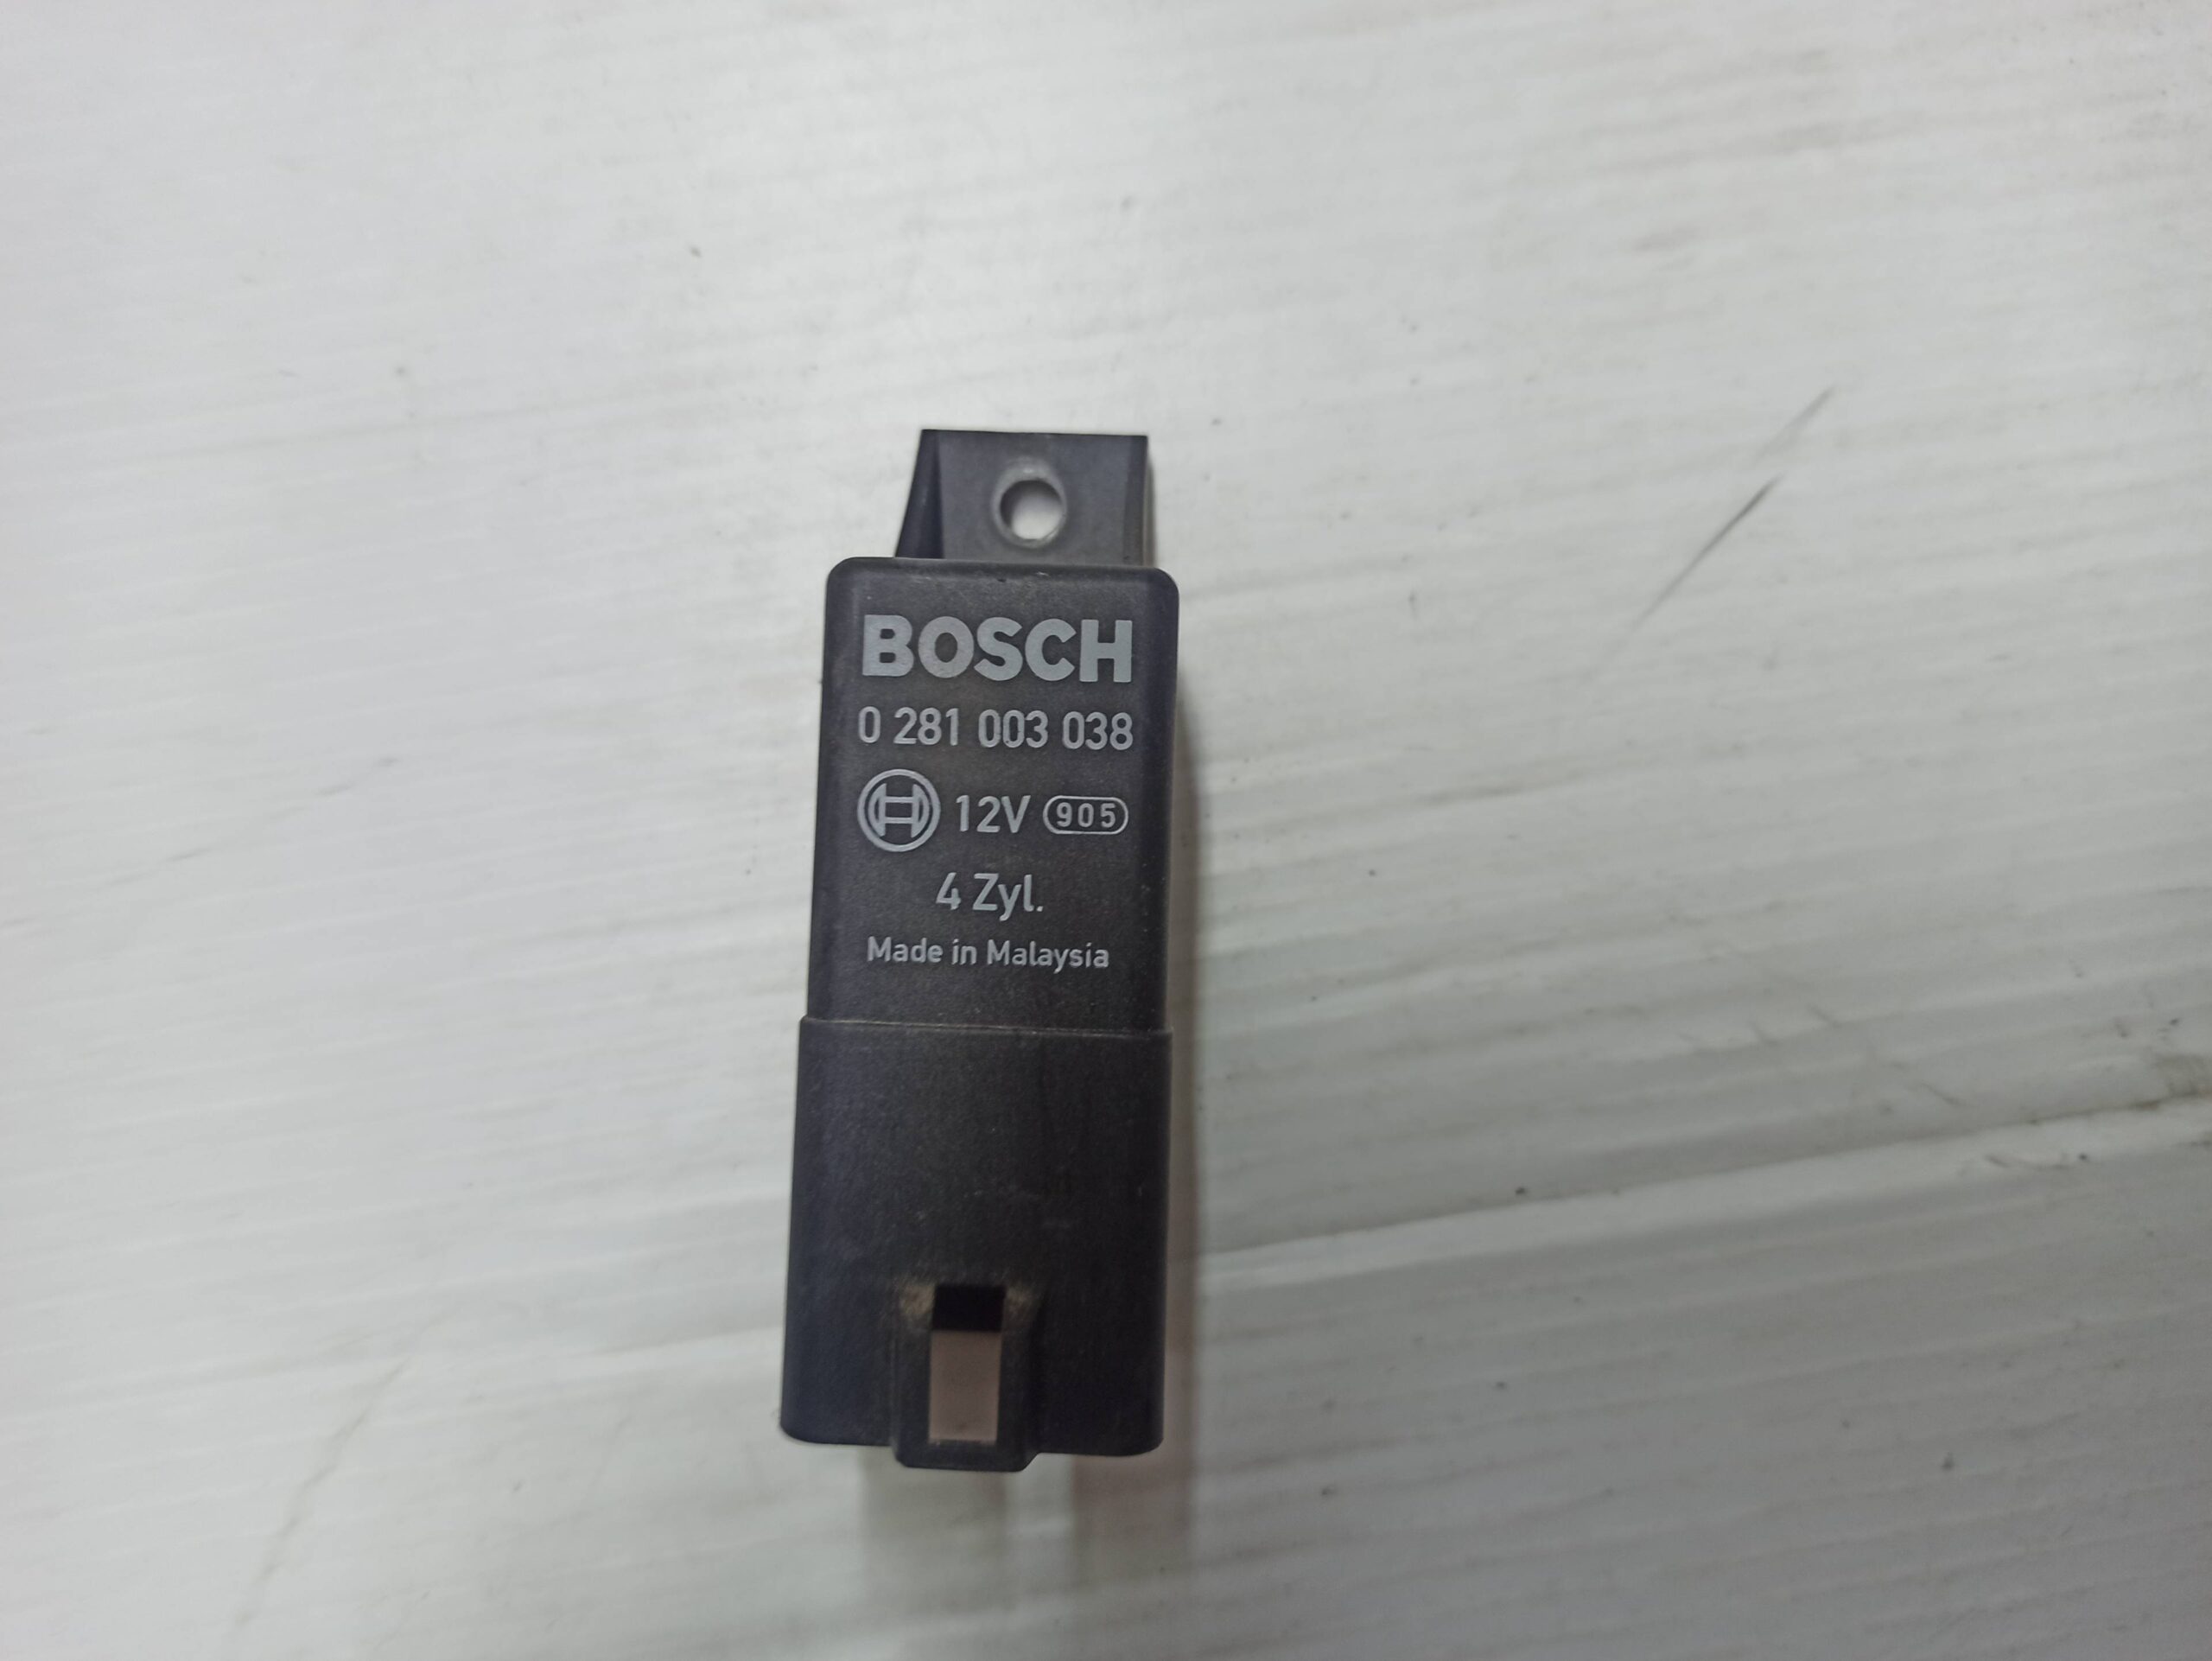 BOSCH
0 281 003 038
12V 905
4 Zyl.
Made in Malaysia